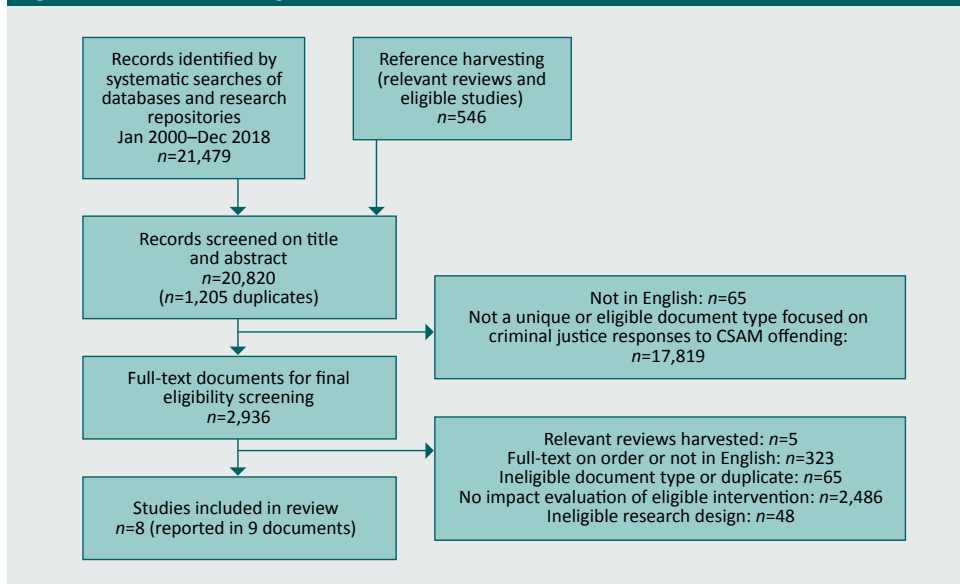 Records identified by
systematic searches of
databases and research
repositories
Jan 2000–Dec 2018
n=21,479
Reference harvesting
(relevant reviews and
eligible studies)
n=546
Records screened on title
and abstract
n=20,820
(n=1,205 duplicates)
Not in English: n=65
Not a unique or eligible document type focused on
criminal justice responses to CSAM offending:
n=17,819
Full-text documents for final
eligibility screening
n=2,936
Relevant reviews harvested: n=5
Full-text on order or not in English: n=323
Ineligible document type or duplicate: n=65
No impact evaluation of eligible intervention: n=2,486
Ineligible research design: n=48
Studies included in review
n=8 (reported in 9 documents)